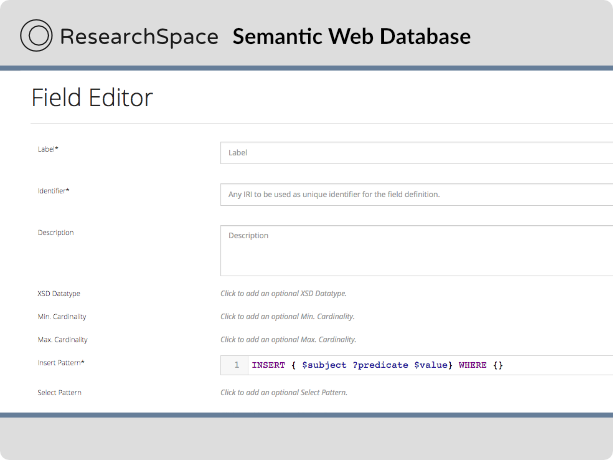 ResearchSpace Semantic Web Database
Field Editor
Label*
Label
Identifier*
Any IRI to be used as unique identifier for the field definition.
Description
Description
XSD Datatype
Click to add an optional XSD Datatype.
Min. Cardinality
Click to add an optional Min. Cardinality.
Max. Cardinality
Click to add an optional Max. Cardinality.
Insert Pattern*
1 INSERT { $subject ?predicate $value} WHERE {}
Select Pattern
Click to add an optional Select Pattern.